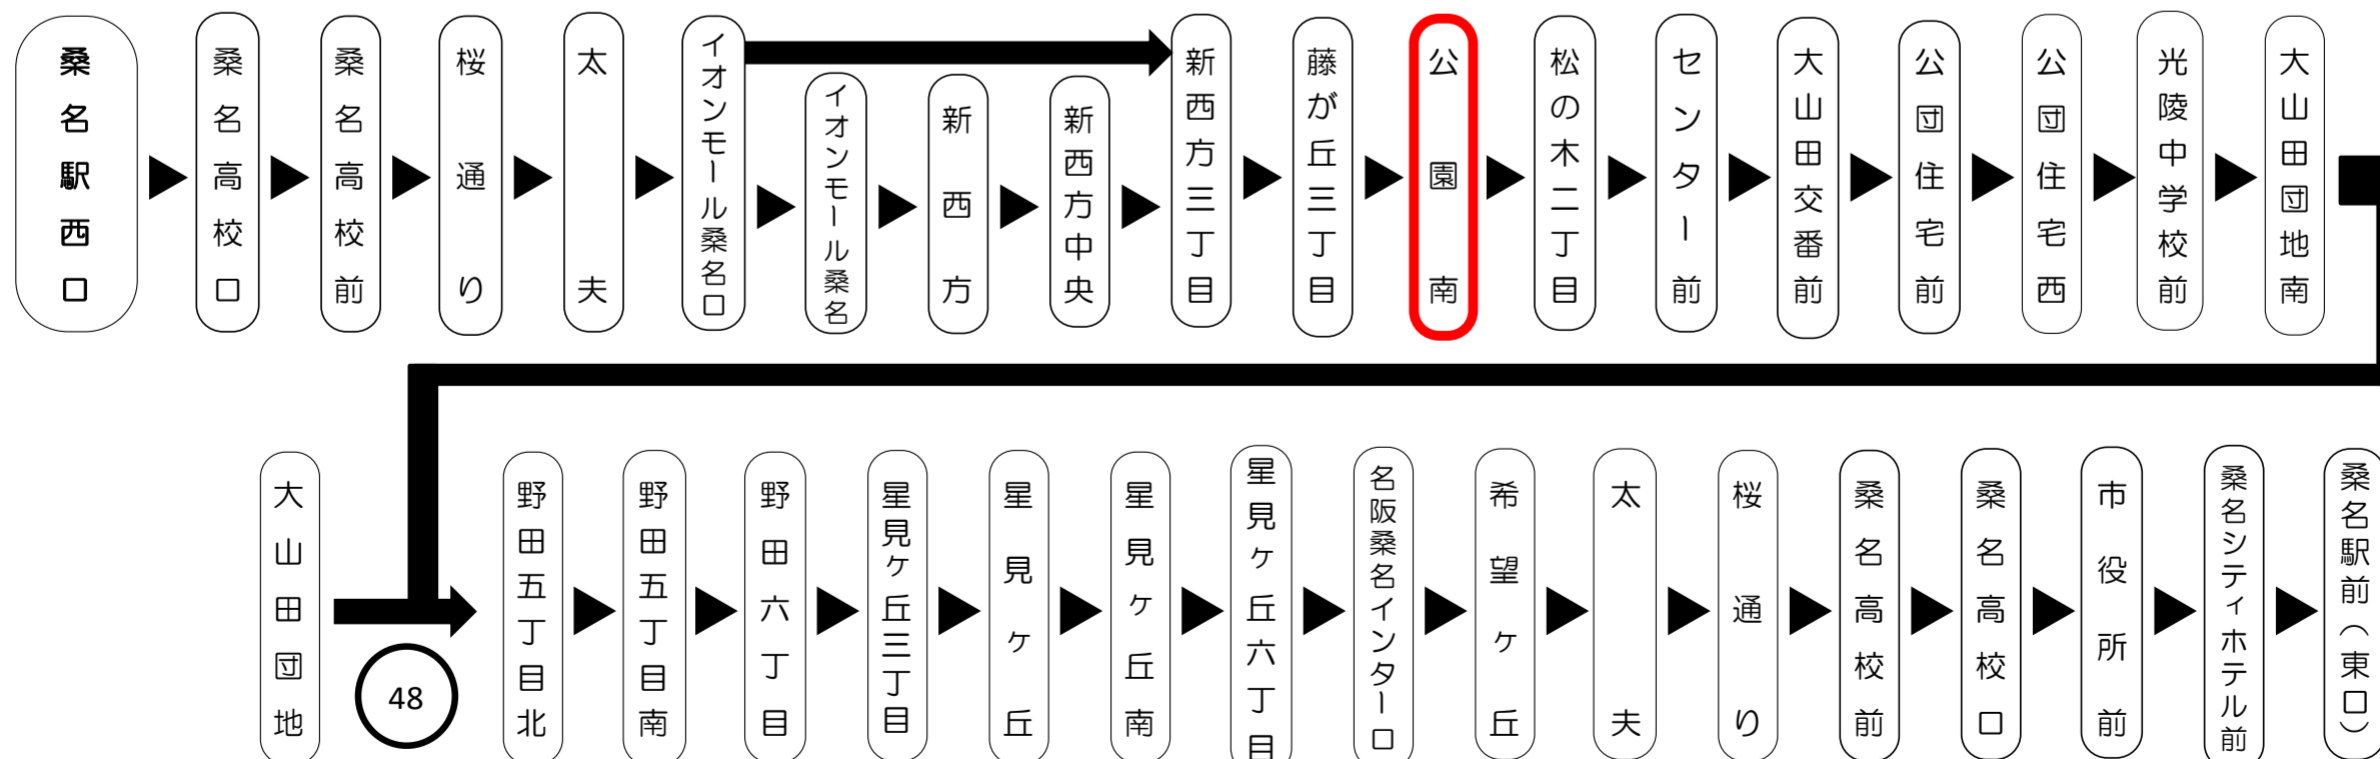 桑名駅西口
桑名高校口
桑名高校前
桜通り
太夫
イオンモール桑名口
イオンモール桑名
新西方
新西方中央
新西方三丁目
藤が丘三丁目
公園南
松の木二丁目
センター前
大山田交番前
公団住宅前
公団住宅西
光陵中学校前
大山田団地南
大山田団地
48
野田五丁目北
野田五丁目南
野田六丁目
星見ヶ丘三丁目
星見ヶ丘
星見ヶ丘南
星見ヶ丘六丁目
名阪桑名インター口
希望ヶ丘
太夫
桜通り
桑名高校前
桑名高校口
市役所前
桑名シティホテル前
桑名駅前（東口）